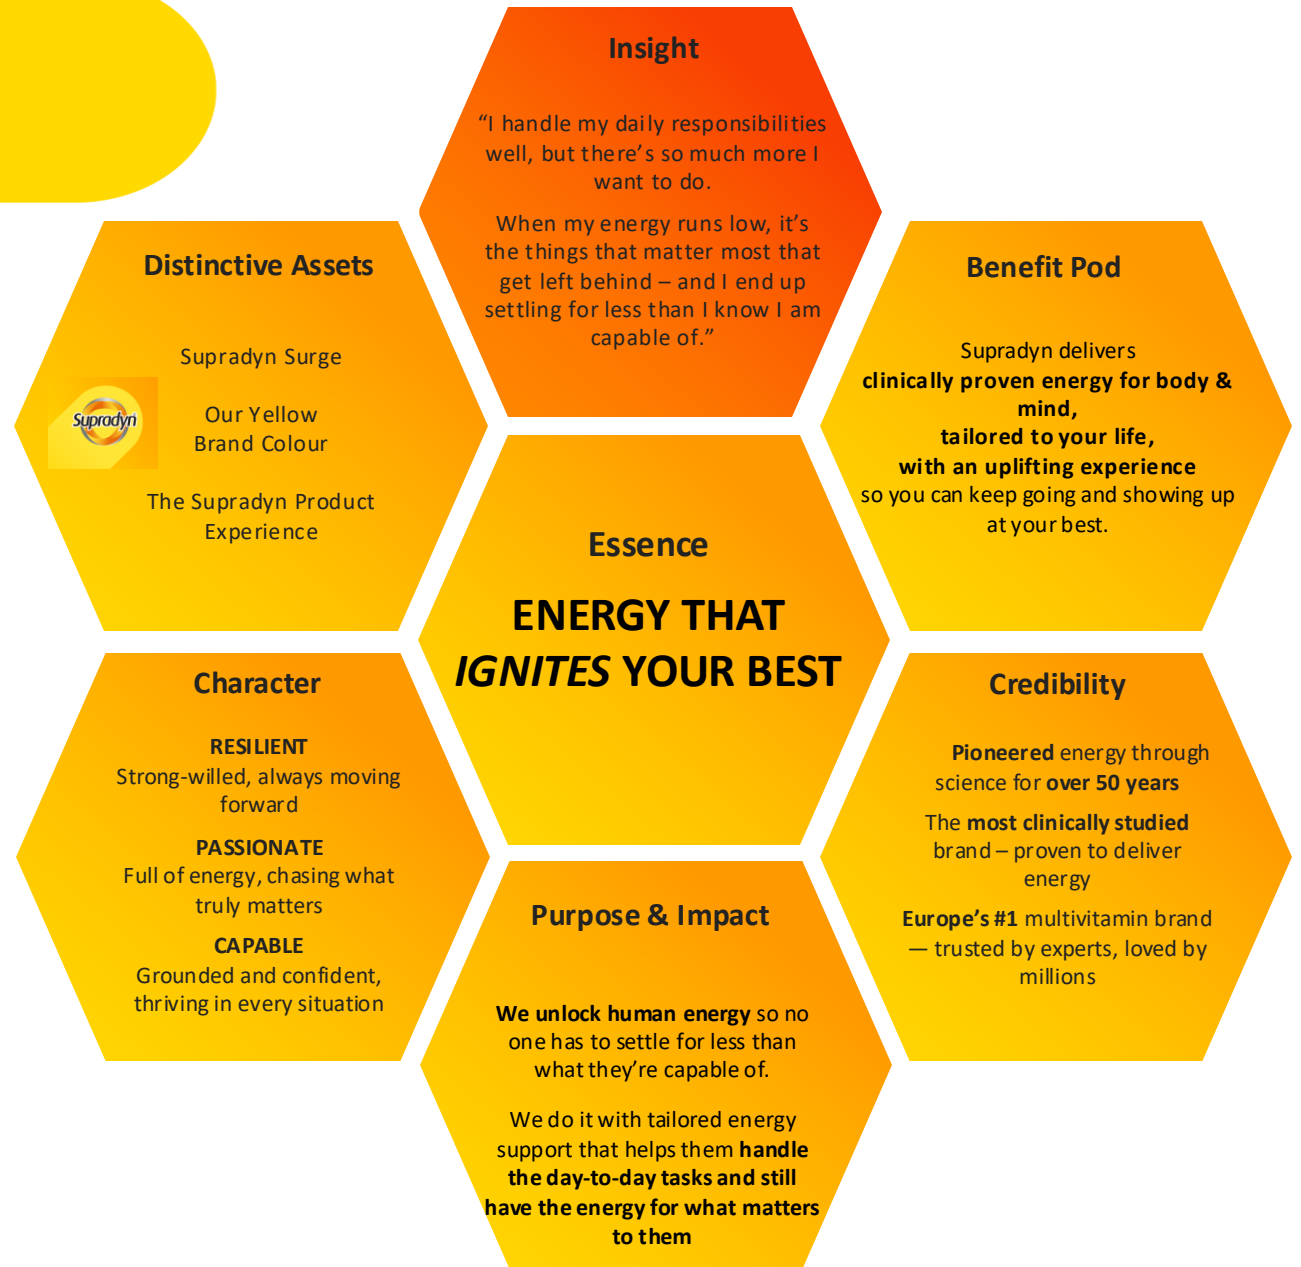 Insight
“I handle my daily responsibilities
well, but there’s so much more I
want to do.
When my energy runs low, it’s
the things that matter most that
get left behind – and I end up
settling for less than I know I am
capable of.”
Distinctive Assets
Supradyn Surge
Supradyn
Our Yellow
Brand Colour
The Supradyn Product
Experience
Benefit Pod
Supradyn delivers
clinically proven energy for body &
mind,
tailored to your life,
with an uplifting experience
so you can keep going and showing up
at your best.
Essence
ENERGY THAT
IGNITES YOUR BEST
Character
RESILIENT
Strong-willed, always moving
forward
PASSIONATE
Full of energy, chasing what
truly matters
CAPABLE
Grounded and confident,
thriving in every situation
Credibility
Pioneered energy through
science for over 50 years
The most clinically studied
brand – proven to deliver
energy
Europe’s #1 multivitamin brand
— trusted by experts, loved by
millions
Purpose & Impact
We unlock human energy so no
one has to settle for less than
what they’re capable of.
We do it with tailored energy
support that helps them handle
the day-to-day tasks and still
have the energy for what matters
to them